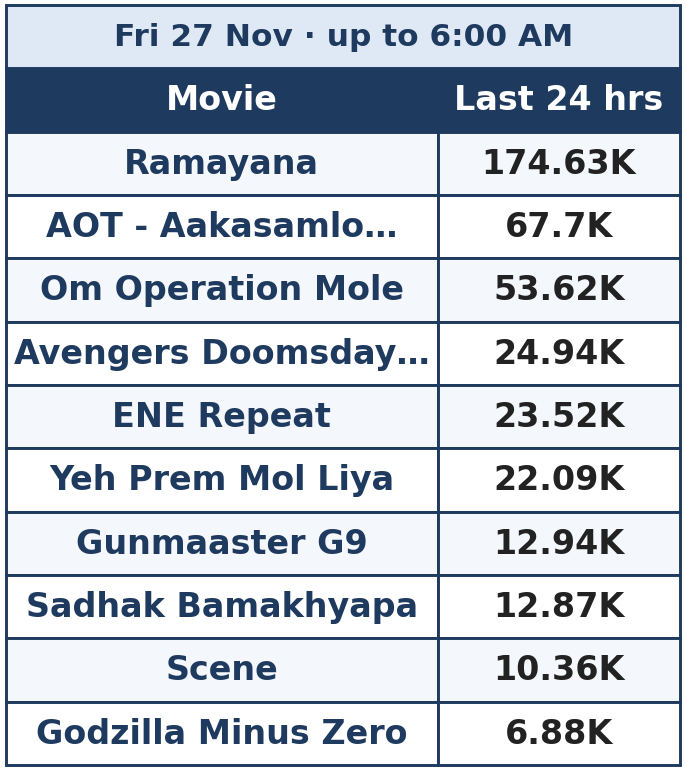 Fri 27 Nov · up to 6:00 AM
Movie Last 24 hrs
Ramayana 174.63K
AOT - Aakasamlo... 67.7K
Om Operation Mole 53.62K
Avengers Doomsday... 24.94K
ENE Repeat 23.52K
Yeh Prem Mol Liya 22.09K
Gunmaaster G9 12.94K
Sadhak Bamakhyapa 12.87K
Scene 10.36K
Godzilla Minus Zero 6.88K